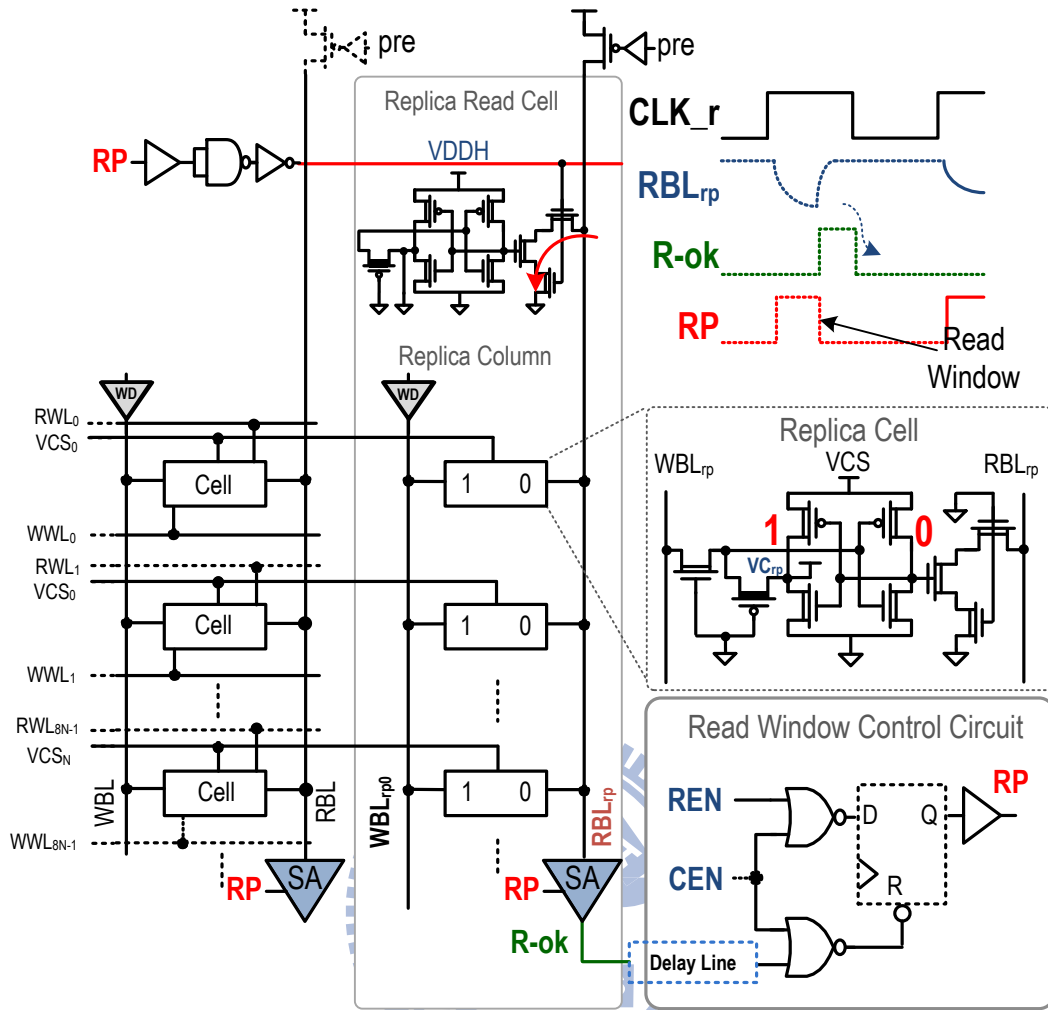 pre
pre
Replica Read Cell
RP
VDDH
CLK_r
RBLrp
R-ok
RP
Read
Window
Replica Column
WD
WD
RWL0
VCS0
Cell
1 0
WWL0
RWL1
VCS0
Cell
1 0
WWL1
RWL8N-1
VCSN
Cell
1 0
WWL8N-1
WBL
RBL
WBLrp0
RBLrp
RP
SA
RP
SA
R-ok
Replica Cell
WBLrp
VCS
RBLrp
1
0
VCrp
Read Window Control Circuit
REN
CEN
D
Q
R
RP
Delay Line